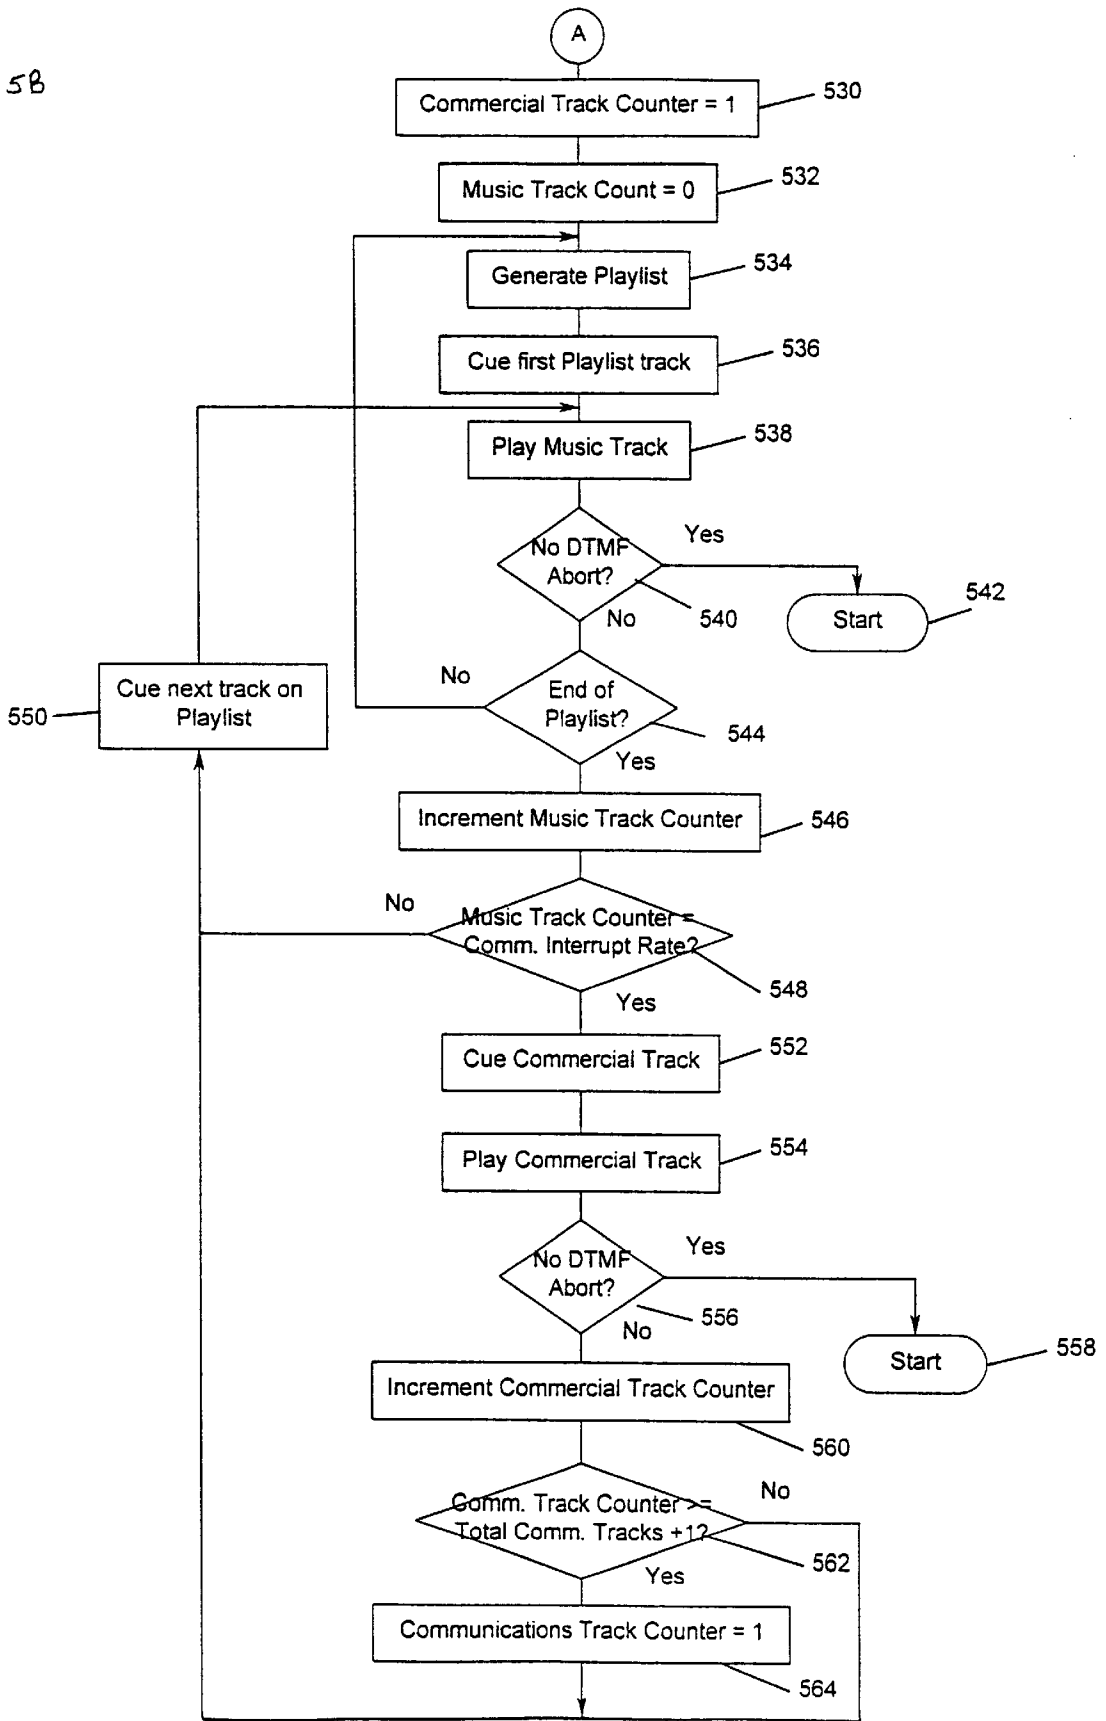 A
5B
Commercial Track Counter = 1
530
Music Track Count = 0
532
Generate Playlist
534
Cue first Playlist track
536
Play Music Track
538
No DTMF
Abort?
Yes
540
No
Start
542
Cue next track on
Playlist
550
No
End of
Playlist?
544
Yes
Increment Music Track Counter
546
No
Music Track Counter =
Comm. Interrupt Rate?
548
Yes
Cue Commercial Track
552
Play Commercial Track
554
No DTMF
Abort?
Yes
556
No
Start
558
Increment Commercial Track Counter
560
Comm. Track Counter >=
Total Comm. Tracks +1?
No
562
Yes
Communications Track Counter = 1
564